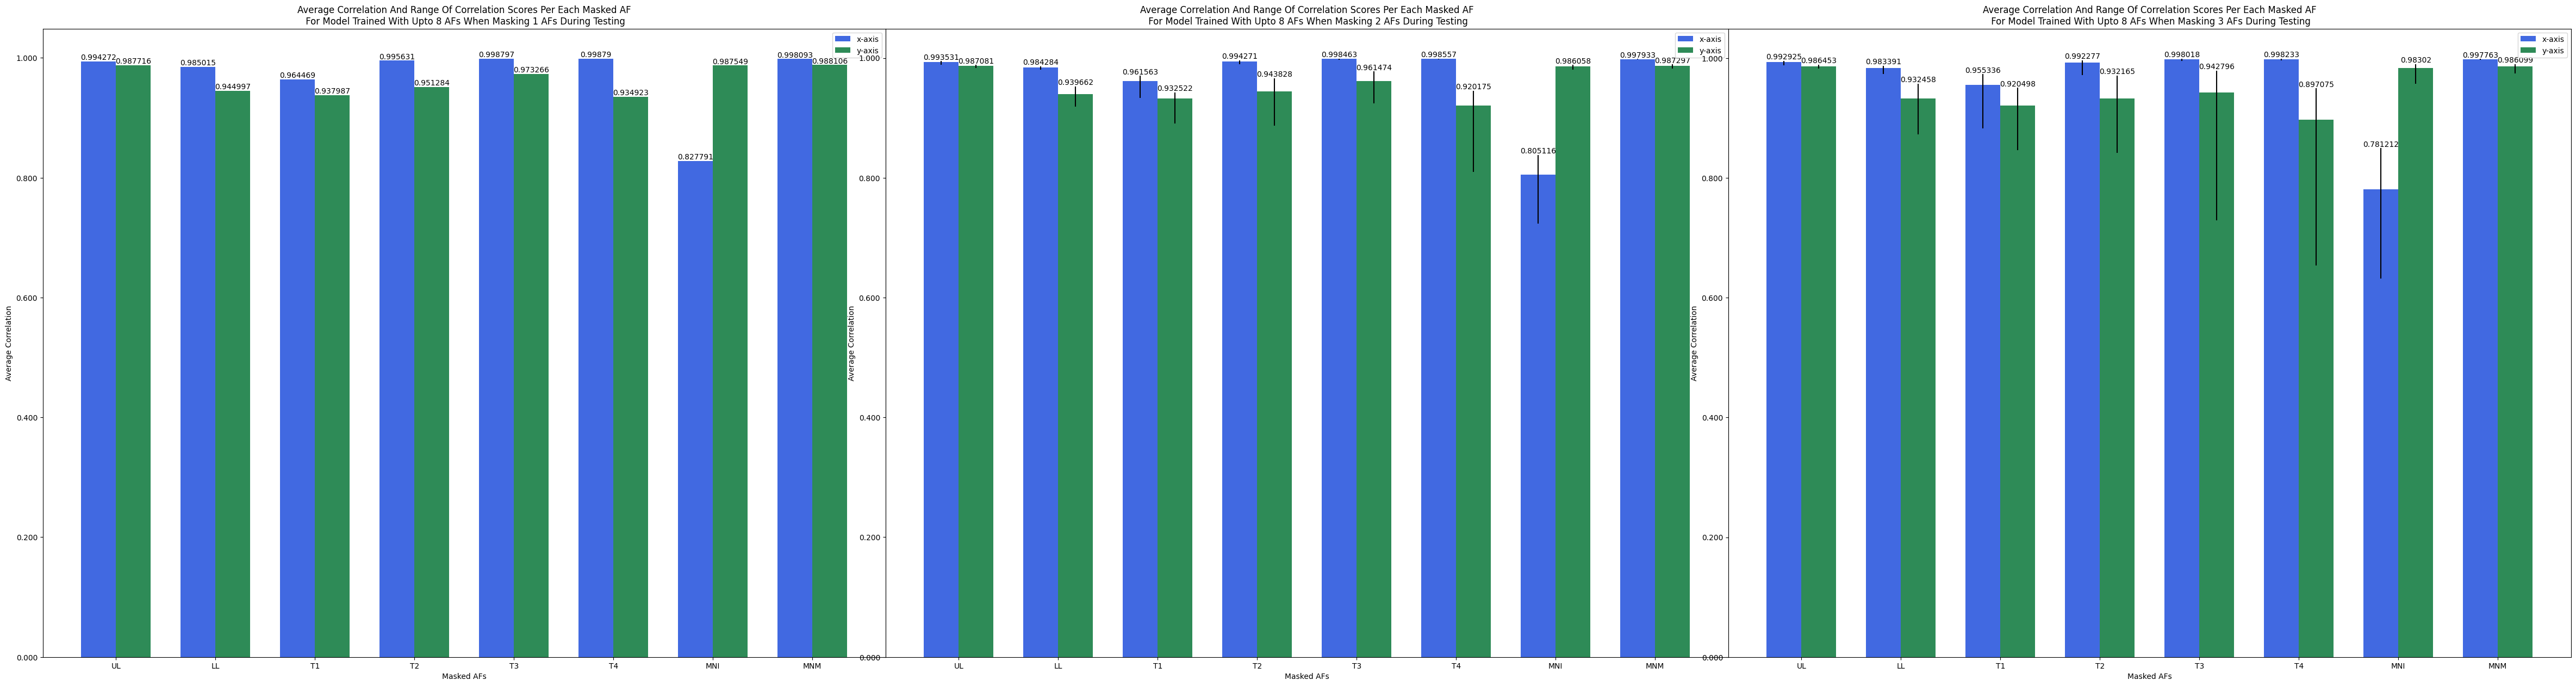 Average Correlation And Range Of Correlation Scores Per Each Masked AF
For Model Trained With Upto 8 AFs When Masking 1 AFs During Testing
x-axis
y-axis
0.994272
0.987716
0.985015
0.944997
0.964469
0.937987
0.995631
0.951284
0.998797
0.973266
0.99879
0.934923
0.827791
0.987549
0.998093
0.988106
1.000
0.800
0.600
0.400
0.200
0.000
Average Correlation
UL
LL
T1
T2
T3
T4
MNI
MNM
Masked AFs
Average Correlation And Range Of Correlation Scores Per Each Masked AF
For Model Trained With Upto 8 AFs When Masking 2 AFs During Testing
x-axis
y-axis
0.993531
0.987081
0.984284
0.939662
0.961563
0.932522
0.994271
0.943828
0.998463
0.961474
0.998557
0.920175
0.805116
0.986058
0.997933
0.987297
1.000
0.800
0.600
0.400
0.200
0.000
Average Correlation
UL
LL
T1
T2
T3
T4
MNI
MNM
Masked AFs
Average Correlation And Range Of Correlation Scores Per Each Masked AF
For Model Trained With Upto 8 AFs When Masking 3 AFs During Testing
x-axis
y-axis
0.992925
0.986453
0.983391
0.932458
0.955336
0.920498
0.992277
0.932165
0.998018
0.942796
0.998233
0.897075
0.781212
0.98302
0.997763
0.986099
1.000
0.800
0.600
0.400
0.200
0.000
Average Correlation
UL
LL
T1
T2
T3
T4
MNI
MNM
Masked AFs